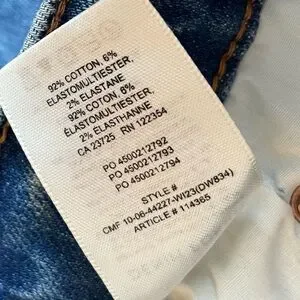 92% COTTON, 6%
ELASTOMULTIESTER,
2% ELASTANE
92% COTON, 6%
ÉLASTOMULTIESTER,
2% ELASTHANNE
CA 23725 RN 122354
PO 4500212792
PO 4500212793
PO 4500212794
STYLE #
CMF 10-06-44227-WI23(DW834)
ARTICLE # 114365